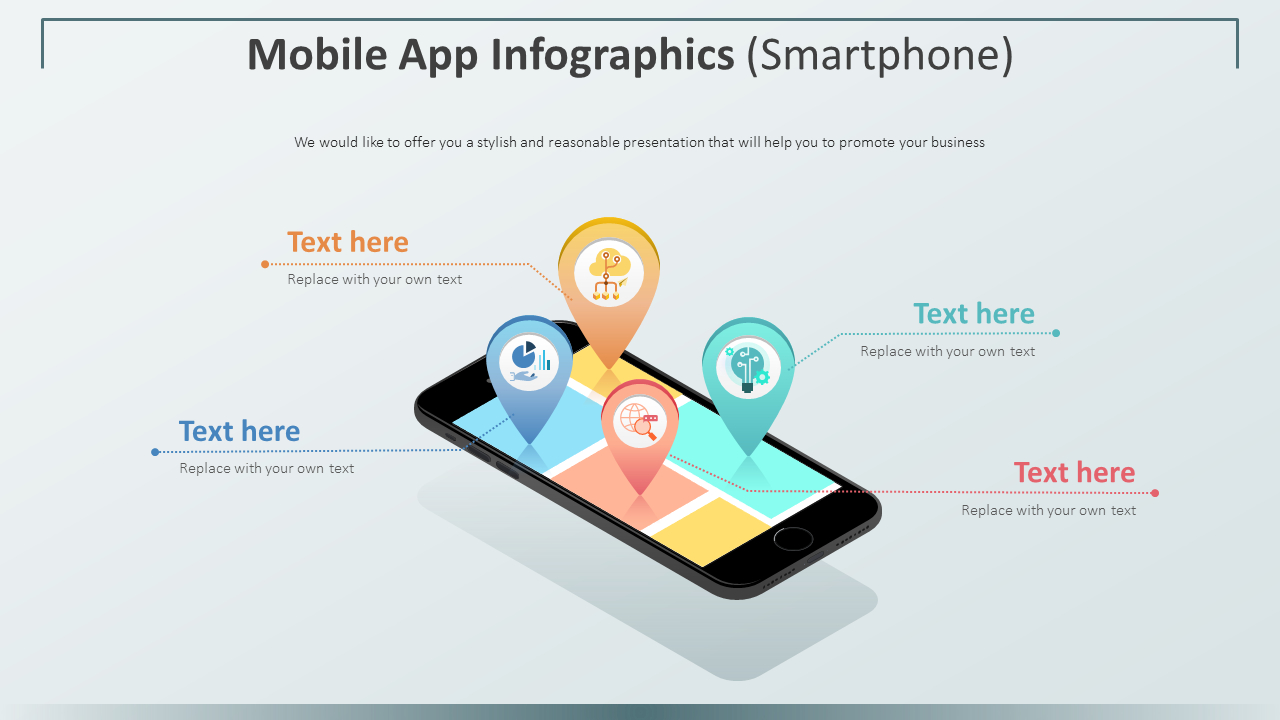 Mobile App Infographics (Smartphone)
We would like to offer you a stylish and reasonable presentation that will help you to promote your business
Text here
Replace with your own text
Text here
Replace with your own text
Text here
Replace with your own text
Text here
Replace with your own text